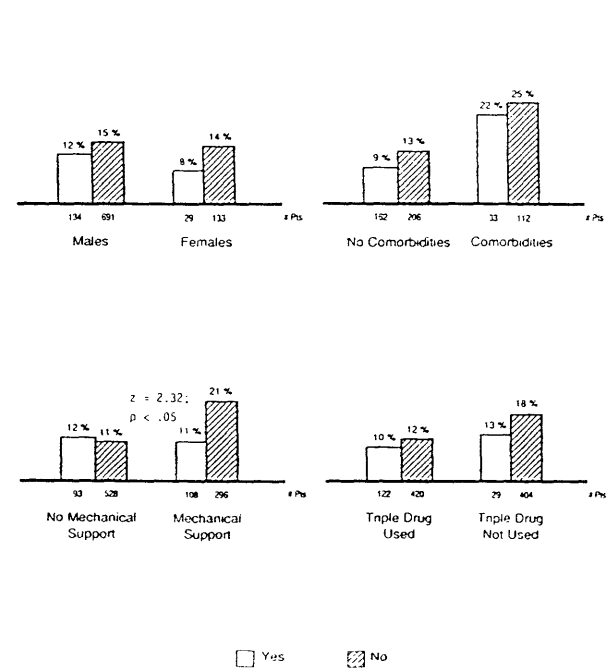 12 % 15 % 8 % 14 %
134 691 29 133 # Pts
Males Females
9 % 13 % 22 % 25 %
162 206 33 112 # Pts
No Comorbidities Comorbidities
z = 2.32;
p < .05
12 % 11 % 11 % 21 %
93 528 108 296 # Pts
No Mechanical Mechanical
Support Support
10 % 12 % 13 % 18 %
122 420 29 404 # Pts
Triple Drug Triple Drug
Used Not Used
Yes No